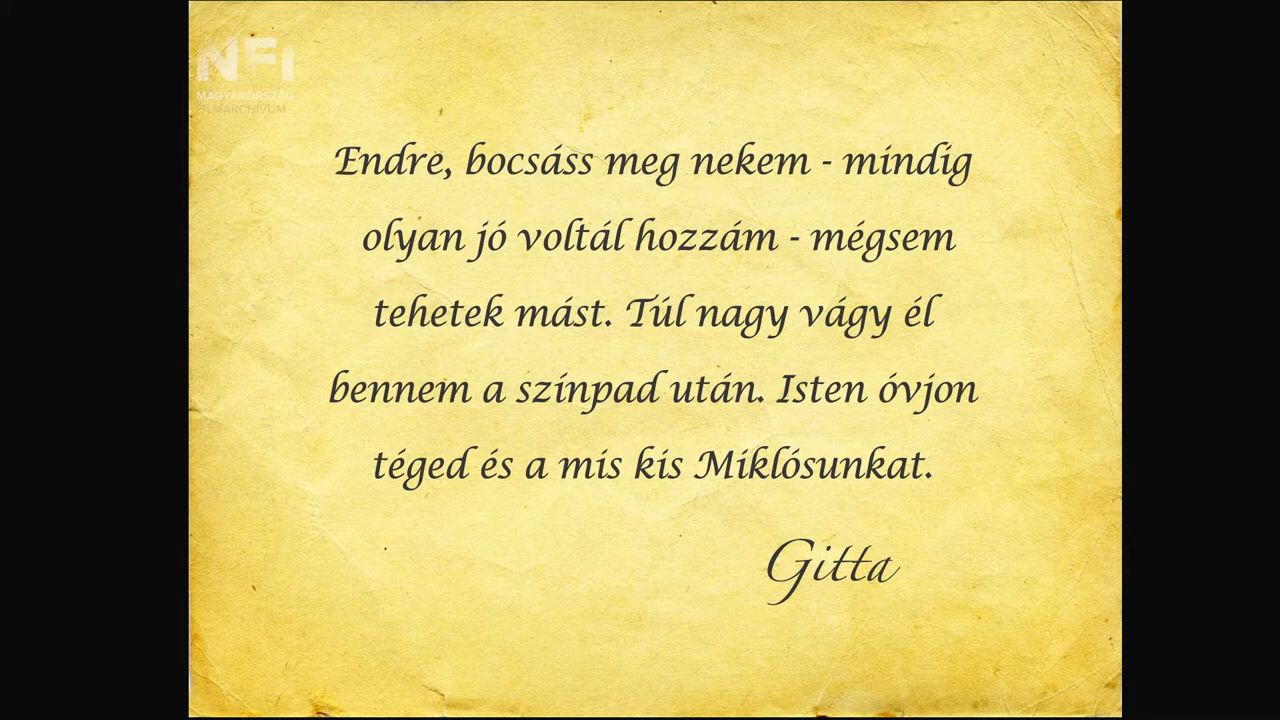 NFI
MAGYARORSZÁG
FILMARCHÍVUM
Endre, bocsáss meg nekem - mindig
olyan jó voltál hozzám - mégsem
tehetek mást. Túl nagy vágy él
bennem a színpad után. Isten óvjon
téged és a mis kis Miklósunkat.
Gitta